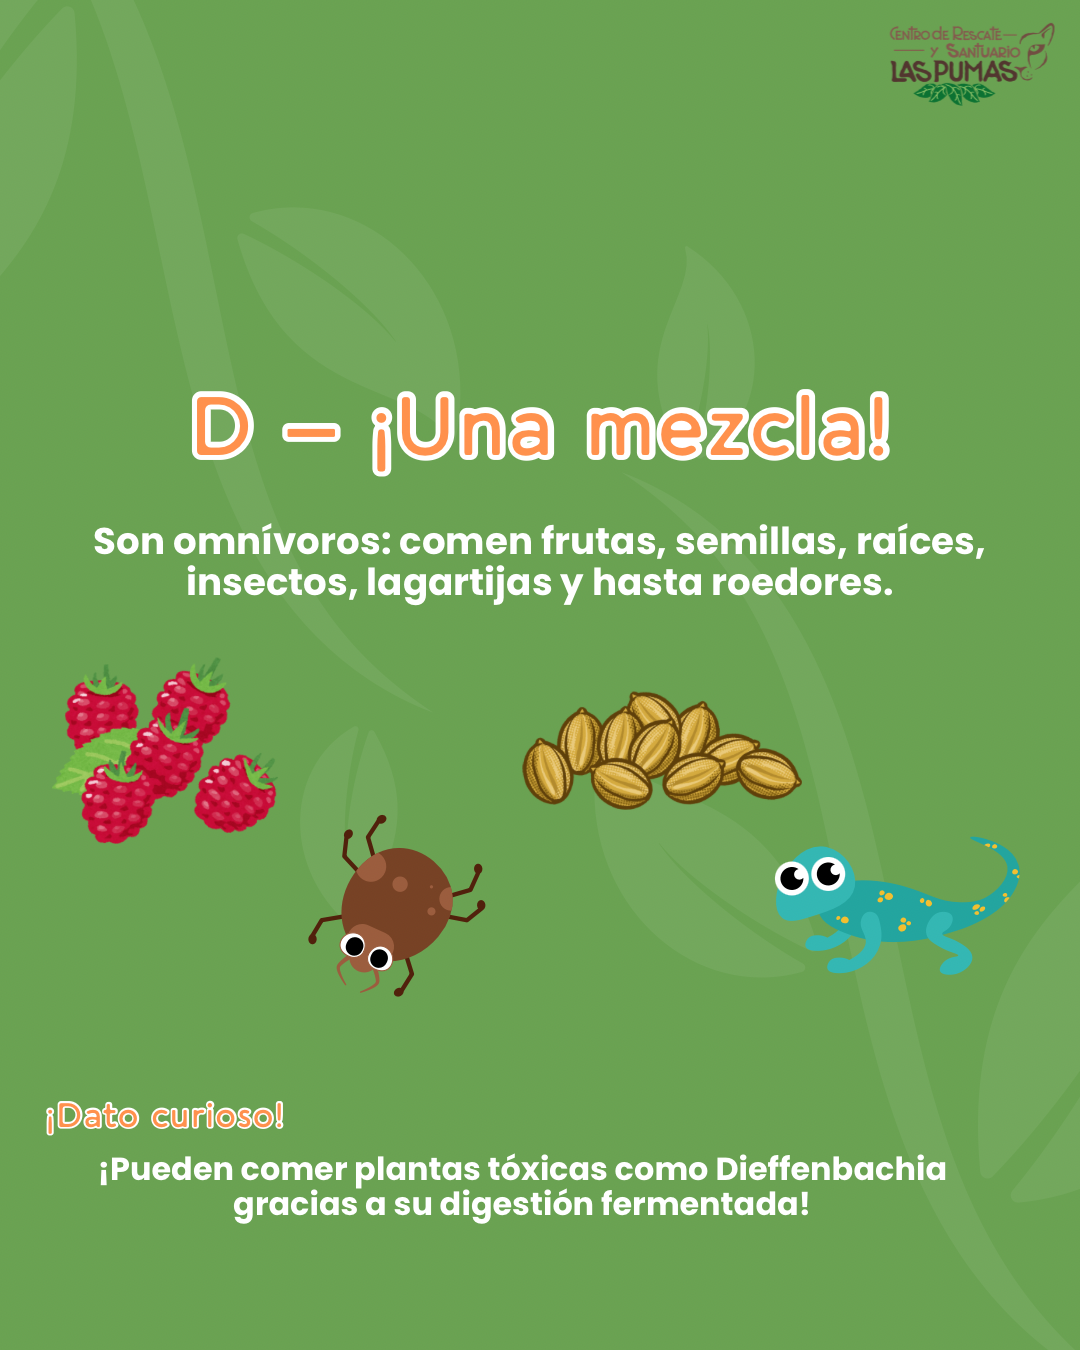 Centro de Rescate
y Santuario
LAS PUMAS
D – ¡Una mezcla!
Son omnívoros: comen frutas, semillas, raíces,
insectos, lagartijas y hasta roedores.
¡Dato curioso!
¡Pueden comer plantas tóxicas como Dieffenbachia
gracias a su digestión fermentada!